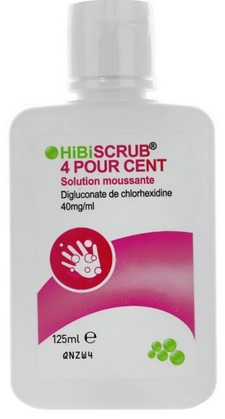 HiBiSCRUB®
4 POUR CENT
Solution moussante
Digluconate de chlorhexidine
40mg/ml
125ml ℮
QNZW4